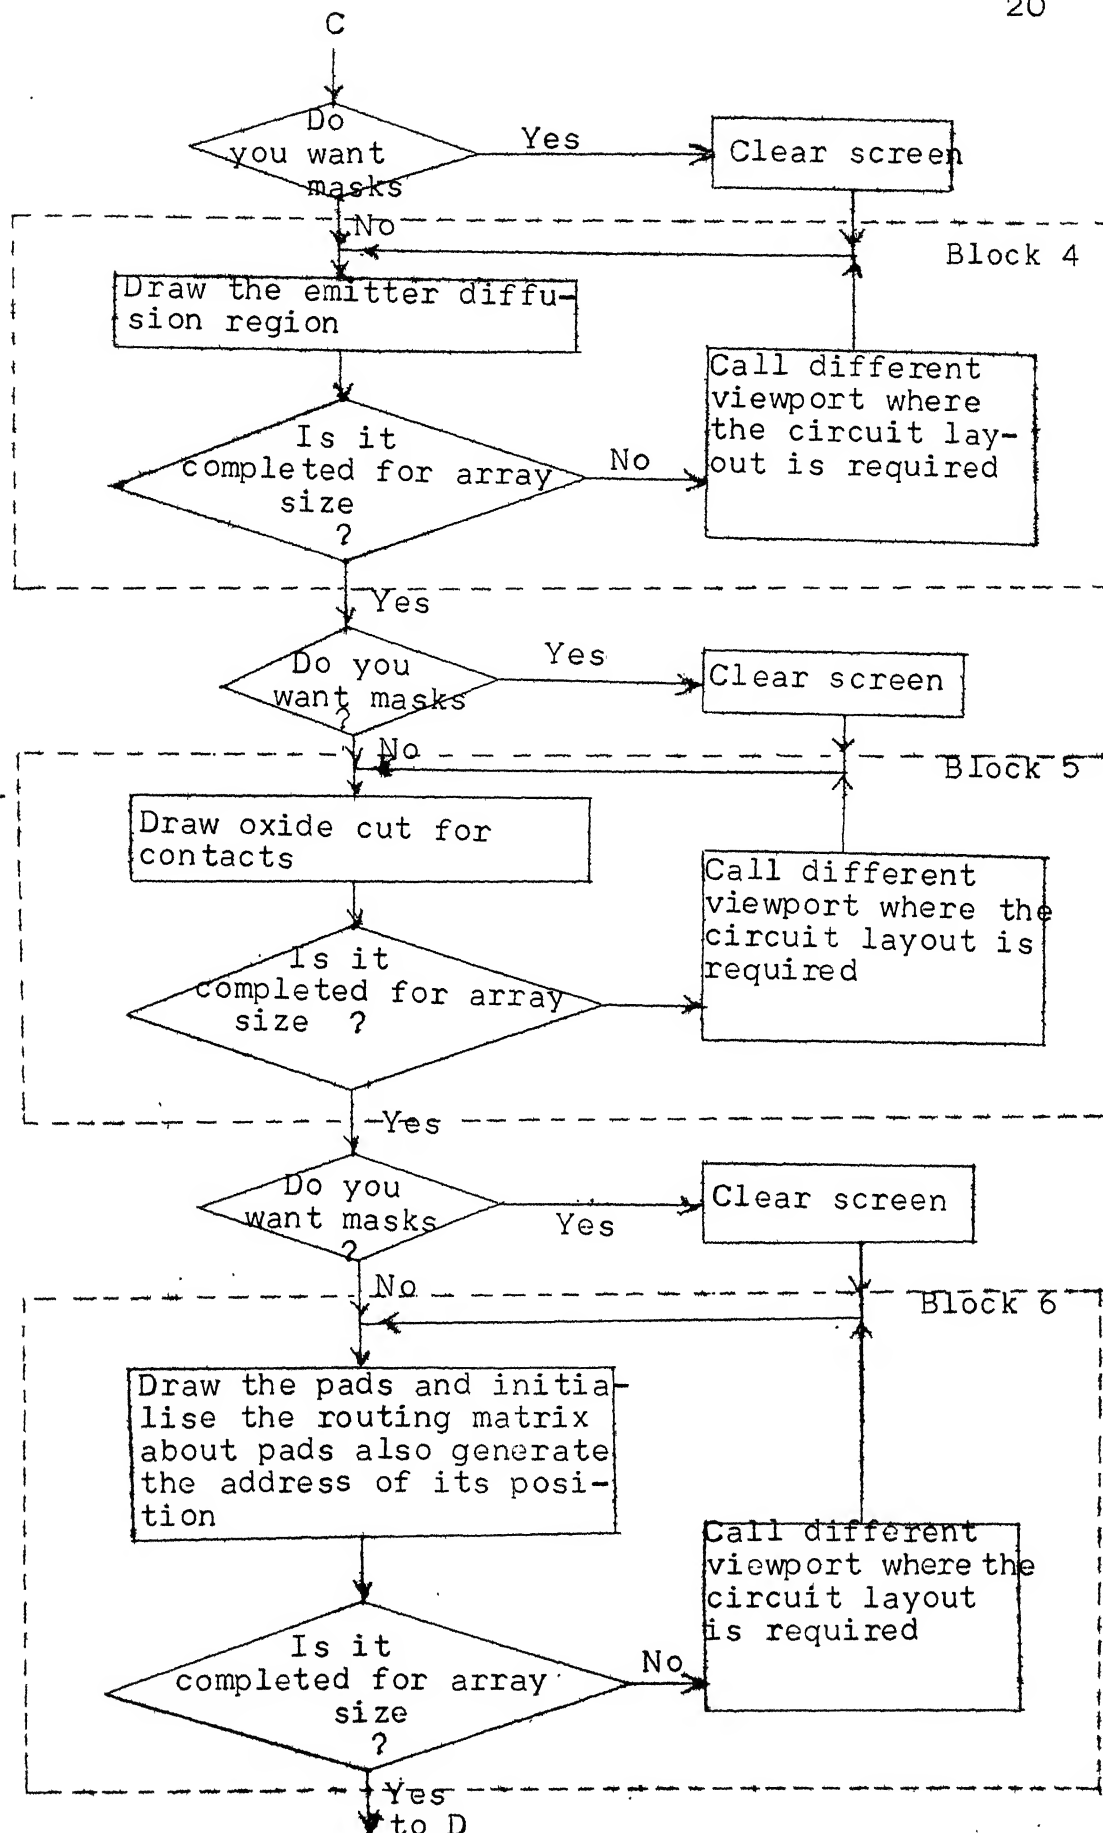 20
C
Do
you want
masks
Yes
Clear screen
No
Block 4
Draw the emitter diffu-
sion region
Call different
viewport where
the circuit lay-
out is required
Is it
completed for array
size
?
No
Yes
Do you
want masks
?
Yes
Clear screen
No
Block 5
Draw oxide cut for
contacts
Call different
viewport where the
circuit layout is
required
Is it
completed for array
size ?
Yes
Do you
want masks
?
Yes
Clear screen
No
Block 6
Draw the pads and initia-
lise the routing matrix
about pads also generate
the address of its posi-
tion
Call different
viewport where the
circuit layout
is required
Is it
completed for array
size
?
No
Yes
to D